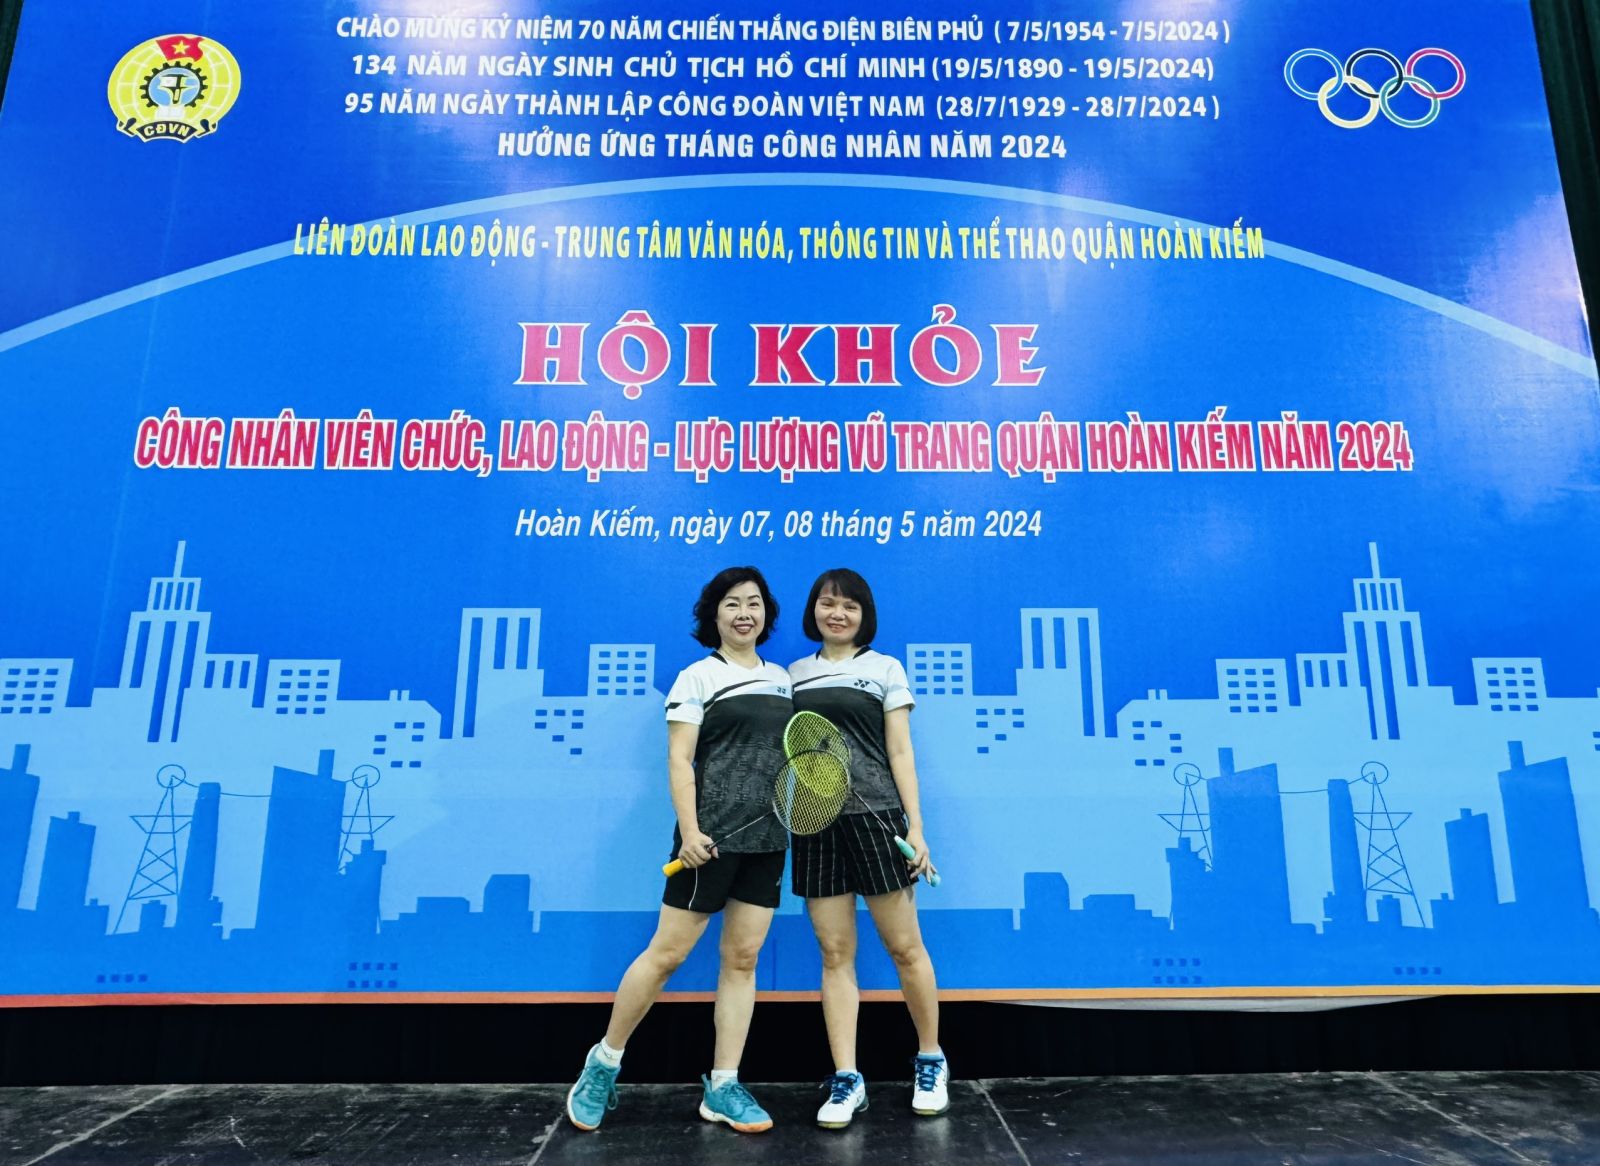 CHÀO MỪNG KỶ NIỆM 70 NĂM CHIẾN THẮNG ĐIỆN BIÊN PHỦ ( 7/5/1954 - 7/5/2024 )
134 NĂM NGÀY SINH CHỦ TỊCH HỒ CHÍ MINH (19/5/1890 - 19/5/2024)
95 NĂM NGÀY THÀNH LẬP CÔNG ĐOÀN VIỆT NAM (28/7/1929 - 28/7/2024 )
HƯỞNG ỨNG THÁNG CÔNG NHÂN NĂM 2024
CĐVN
LIÊN ĐOÀN LAO ĐỘNG - TRUNG TÂM VĂN HÓA, THÔNG TIN VÀ THỂ THAO QUẬN HOÀN KIẾM
HỘI KHỎE
CÔNG NHÂN VIÊN CHỨC, LAO ĐỘNG - LỰC LƯỢNG VŨ TRANG QUẬN HOÀN KIẾM NĂM 2024
Hoàn Kiếm, ngày 07, 08 tháng 5 năm 2024